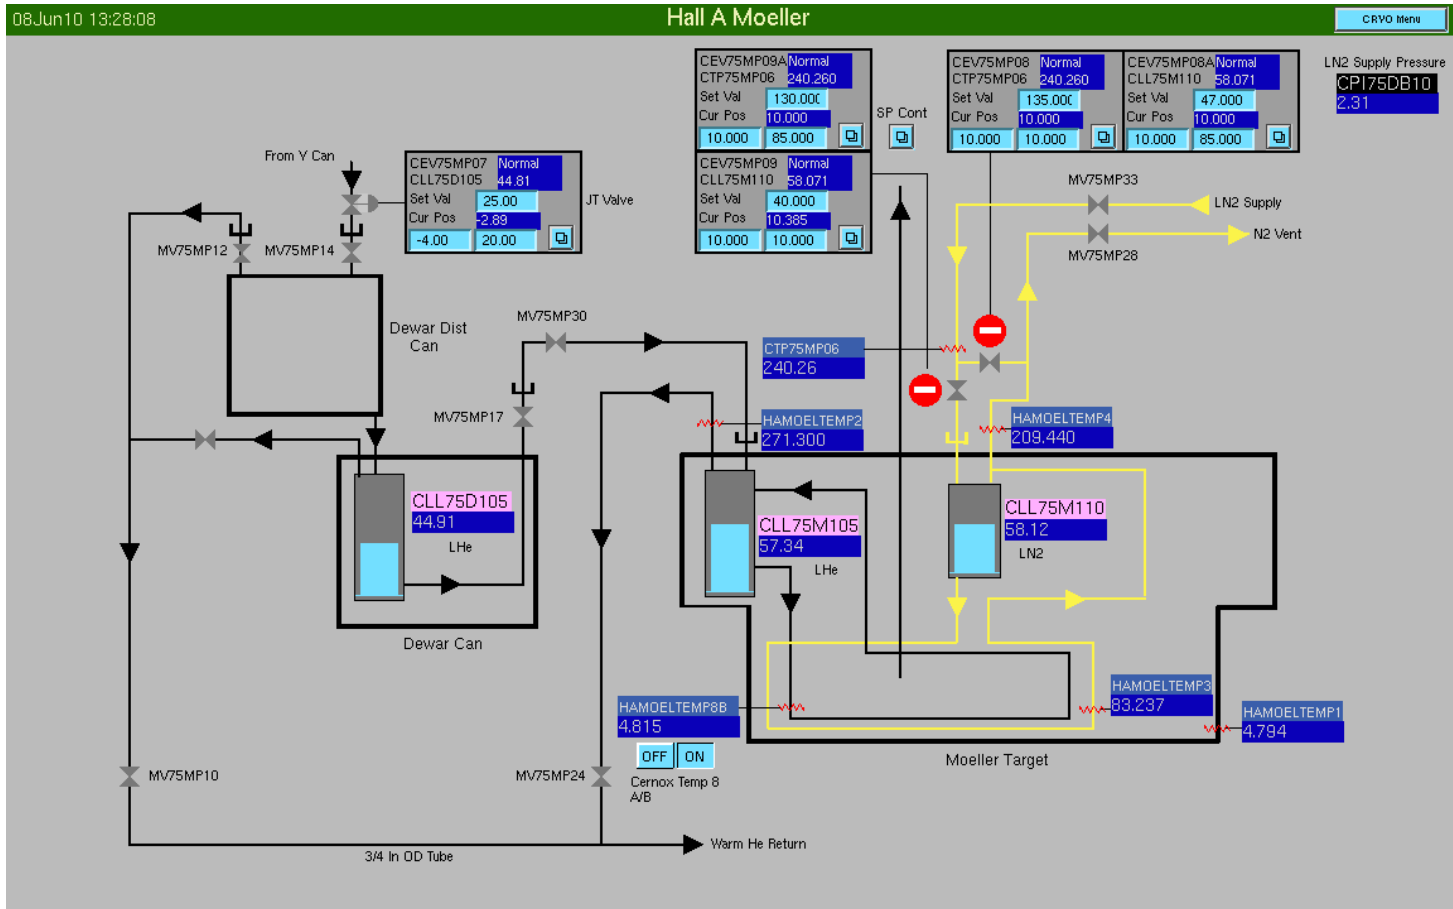 08Jun10 13:28:08
Hall A Moeller
CRYO Menu
CEV75MP09A Normal
CTP75MP06 240.260
Set Val 130.000
Cur Pos 10.000
10.000 85.000
SP Cont
CEV75MP08 Normal
CTP75MP06 240.260
Set Val 135.000
Cur Pos 10.000
10.000 10.000
CEV75MP08A Normal
CLL75M110 58.071
Set Val 47.000
Cur Pos 10.000
10.000 85.000
LN2 Supply Pressure
CPI75DB10
2.31
From Y Can
CEV75MP07 Normal
CLL75D105 44.81
Set Val 25.00
Cur Pos -2.89
-4.00 20.00
JT Valve
CEV75MP09 Normal
CLL75M110 58.071
Set Val 40.000
Cur Pos 10.385
10.000 10.000
MV75MP33
LN2 Supply
N2 Vent
MV75MP28
MV75MP12
MV75MP14
Dewar Dist
Can
MV75MP30
CTP75MP06
240.26
MV75MP17
HAMOELTEMP2
271.300
HAMOELTEMP4
209.440
CLL75D105
44.91
LHe
CLL75M105
57.34
LHe
CLL75M110
58.12
LN2
Dewar Can
HAMOELTEMP8B
4.815
OFF ON
Cernox Temp 8
A/B
HAMOELTEMP3
83.237
HAMOELTEMP1
4.794
Moeller Target
MV75MP10
MV75MP24
Warm He Return
3/4 In OD Tube